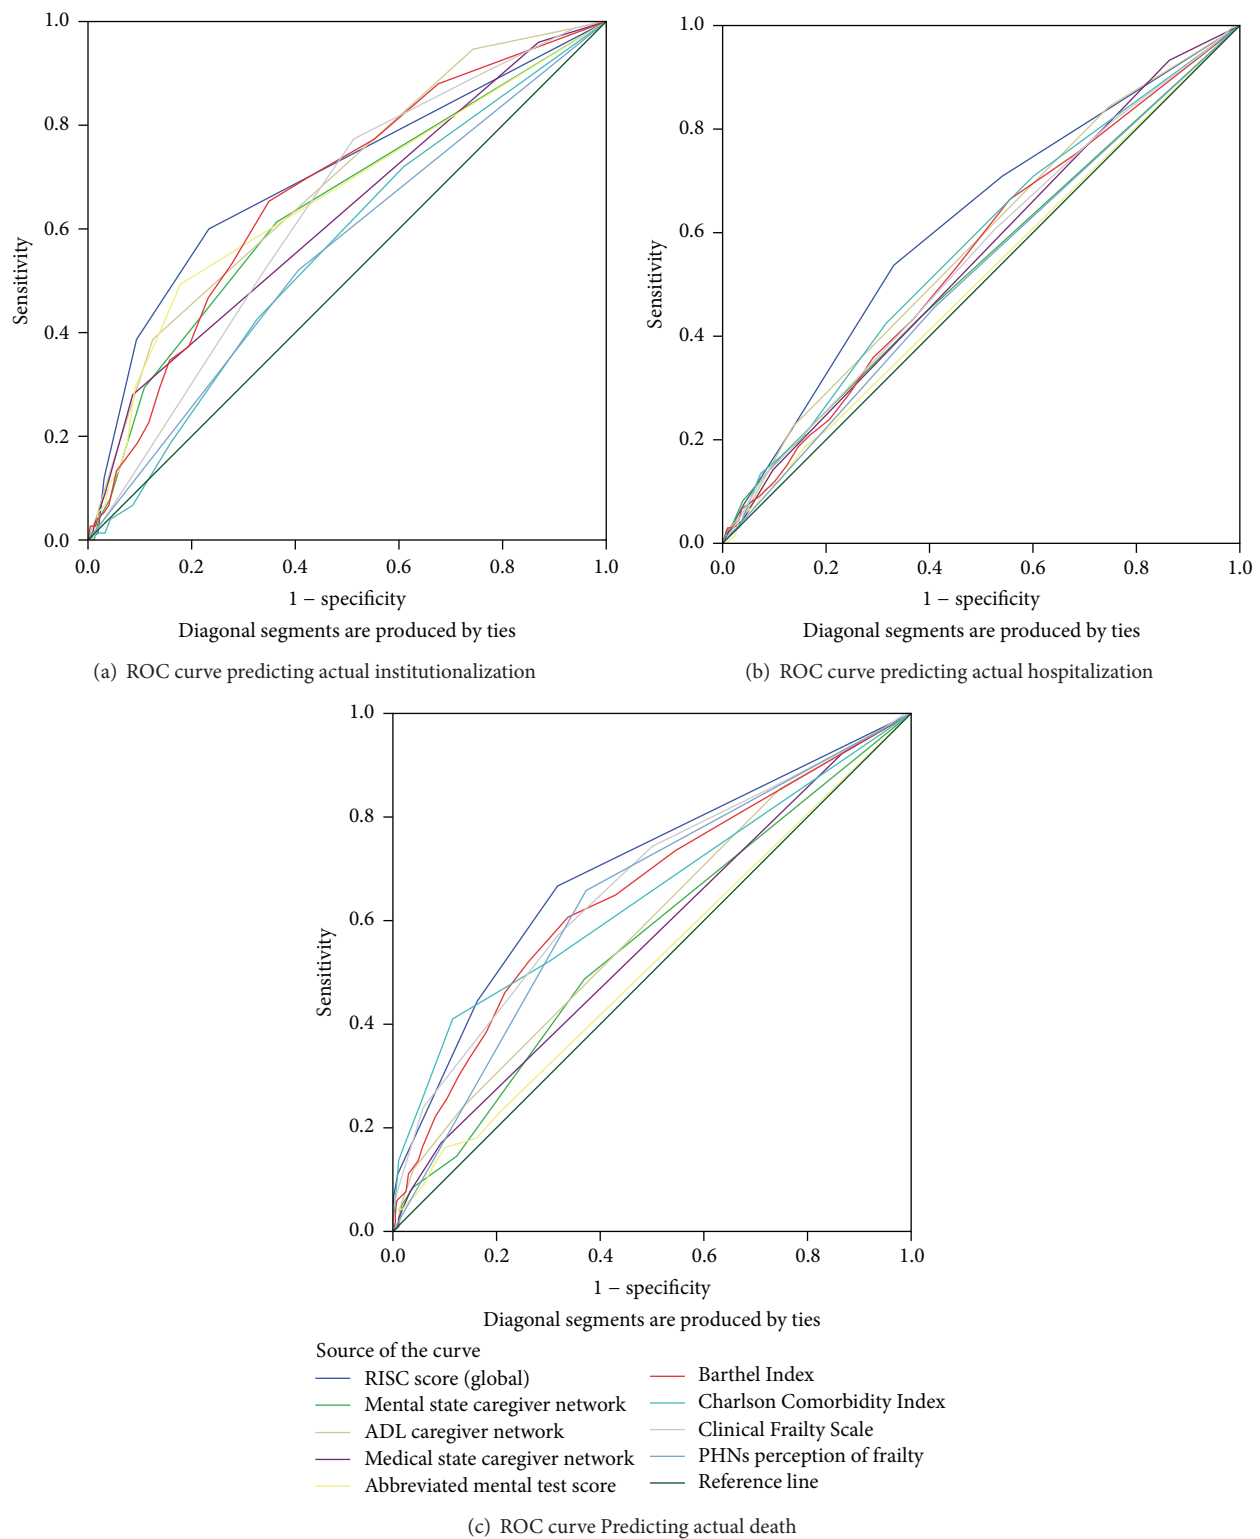 1.0
0.8
0.6
0.4
0.2
0.0
Sensitivity
0.0 0.2 0.4 0.6 0.8 1.0
1 − specificity
Diagonal segments are produced by ties
(a) ROC curve predicting actual institutionalization
1.0
0.8
0.6
0.4
0.2
0.0
Sensitivity
0.0 0.2 0.4 0.6 0.8 1.0
1 − specificity
Diagonal segments are produced by ties
(b) ROC curve predicting actual hospitalization
1.0
0.8
0.6
0.4
0.2
0.0
Sensitivity
0.0 0.2 0.4 0.6 0.8 1.0
1 − specificity
Diagonal segments are produced by ties
Source of the curve
RISC score (global)
Mental state caregiver network
ADL caregiver network
Medical state caregiver network
Abbreviated mental test score
Barthel Index
Charlson Comorbidity Index
Clinical Frailty Scale
PHNs perception of frailty
Reference line
(c) ROC curve Predicting actual death